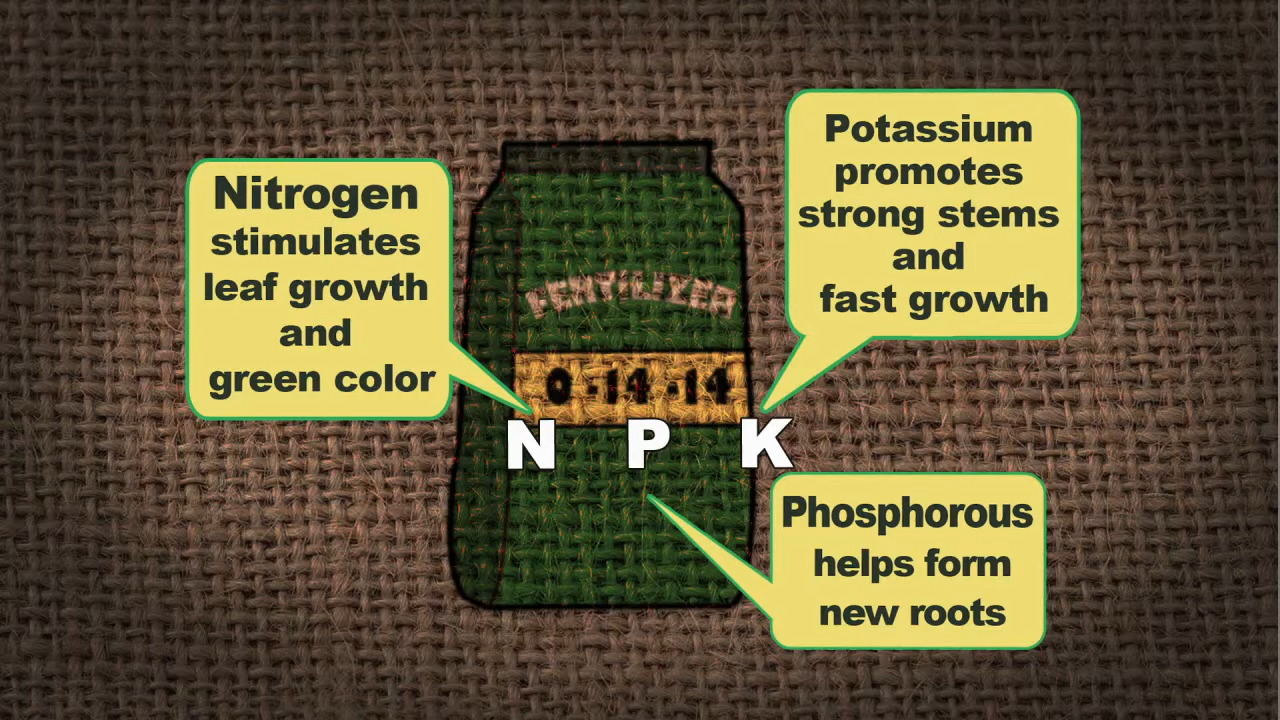 Nitrogen
stimulates
leaf growth
and
green color
Potassium
promotes
strong stems
and
fast growth
FERTILIZER
0-14-14
N P K
Phosphorous
helps form
new roots